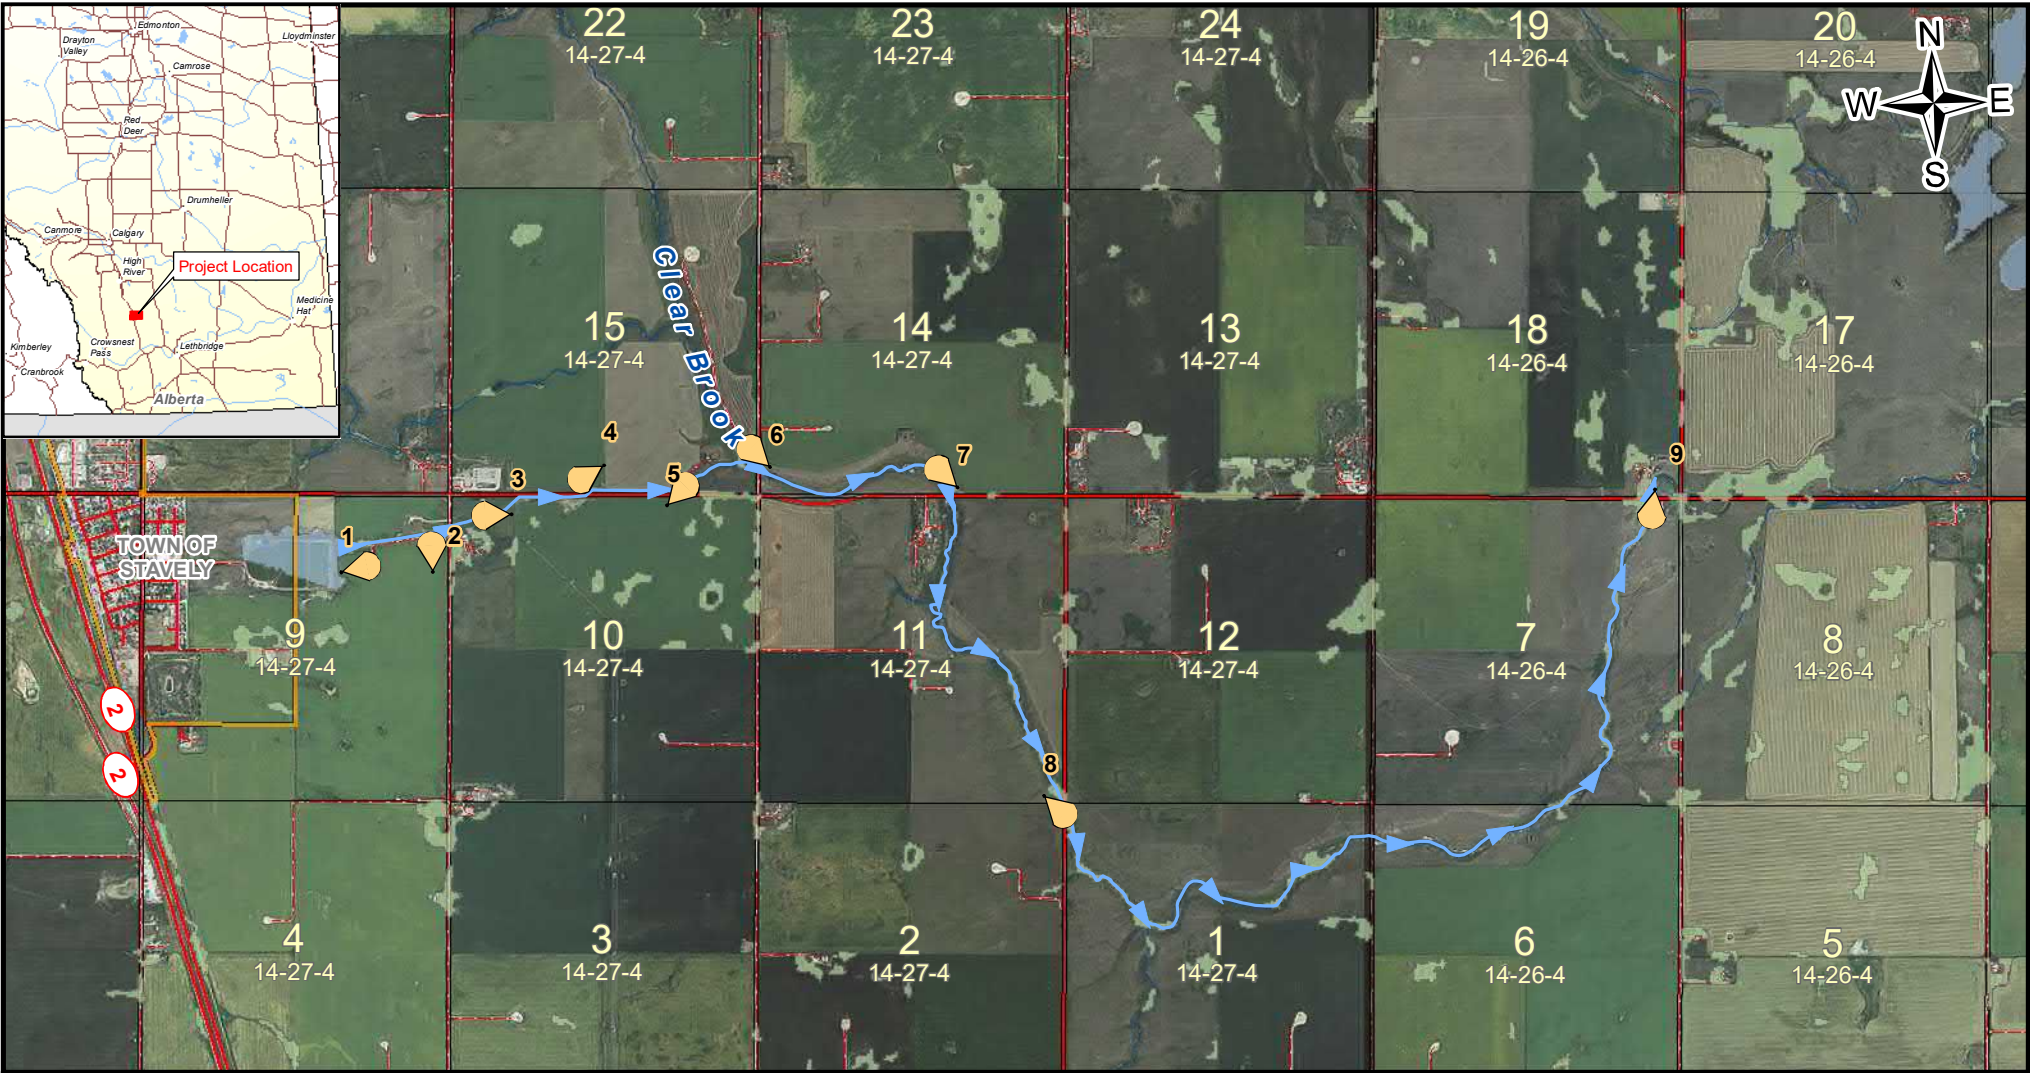 Edmonton
Lloydminster
Drayton
Valley
Camrose
Red
Deer
Drumheller
Canmore
Calgary
High
River
Project Location
Medicine
Hat
Crowsnest
Pass
Lethbridge
Kimberley
Cranbrook
Alberta
22
14-27-4
23
14-27-4
24
14-27-4
19
14-26-4
20
14-26-4
N
W
E
S
Clear Brook
15
14-27-4
14
14-27-4
13
14-27-4
18
14-26-4
17
14-26-4
1
2
3
4
5
6
7
8
9
TOWN OF
STAVELY
9
14-27-4
10
14-27-4
11
14-27-4
12
14-27-4
7
14-26-4
8
14-26-4
2
2
4
14-27-4
3
14-27-4
2
14-27-4
1
14-27-4
6
14-26-4
5
14-26-4